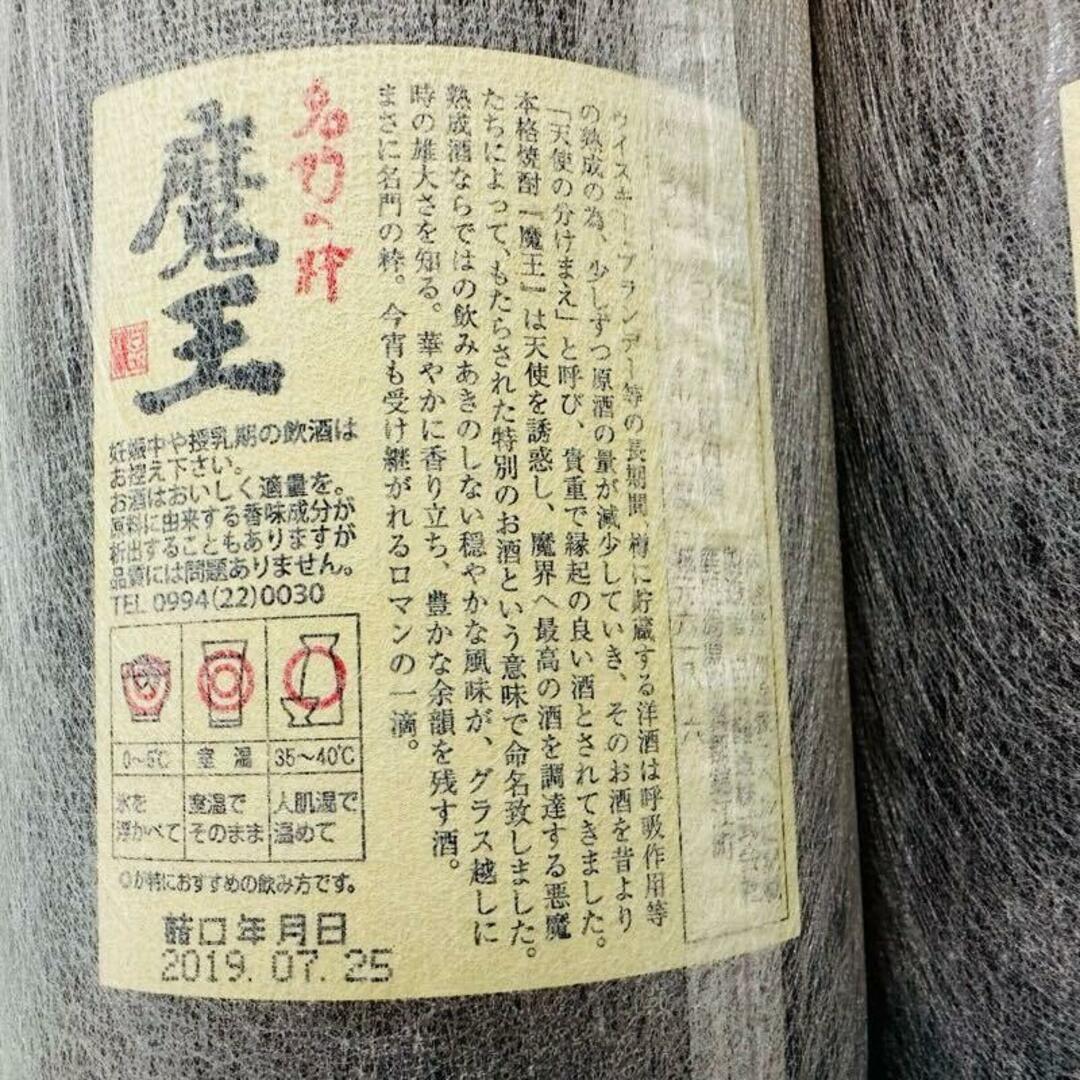 ウイスキー、ブランデー等の長期間、樽に貯蔵する洋酒は呼吸作用等
の熟成の為、少しずつ原酒の量が減少していき、そのお酒を昔より
「天使の分けまえ」と呼び、貴重で縁起の良い酒とされてきました。
本格焼酎「魔王」は天使を誘惑し、魔界へ最高の酒を調達する悪魔
たちによって、もたらされた特別のお酒という意味で命名致しました。
熟成酒ならではの飲みあきのしない穏やかな風味が、グラス越しに
時の雄大さを知る。華やかに香り立ち、豊かな余韻を残す酒。
まさに名門の粋。今宵も受け継がれるロマンの一滴。
名門の粋
魔王
妊娠中や授乳期の飲酒は
お控え下さい。
お酒はおいしく適量を。
原料に由来する香味成分が
析出することもありますが
品質には問題ありません。
TEL 0994(22)0030
0~5℃ 室温 35~40℃
氷を 室温で 人肌温で
浮かべて そのまま 温めて
◎が特におすすめの飲み方です。
詰口年月日
2019.07.25